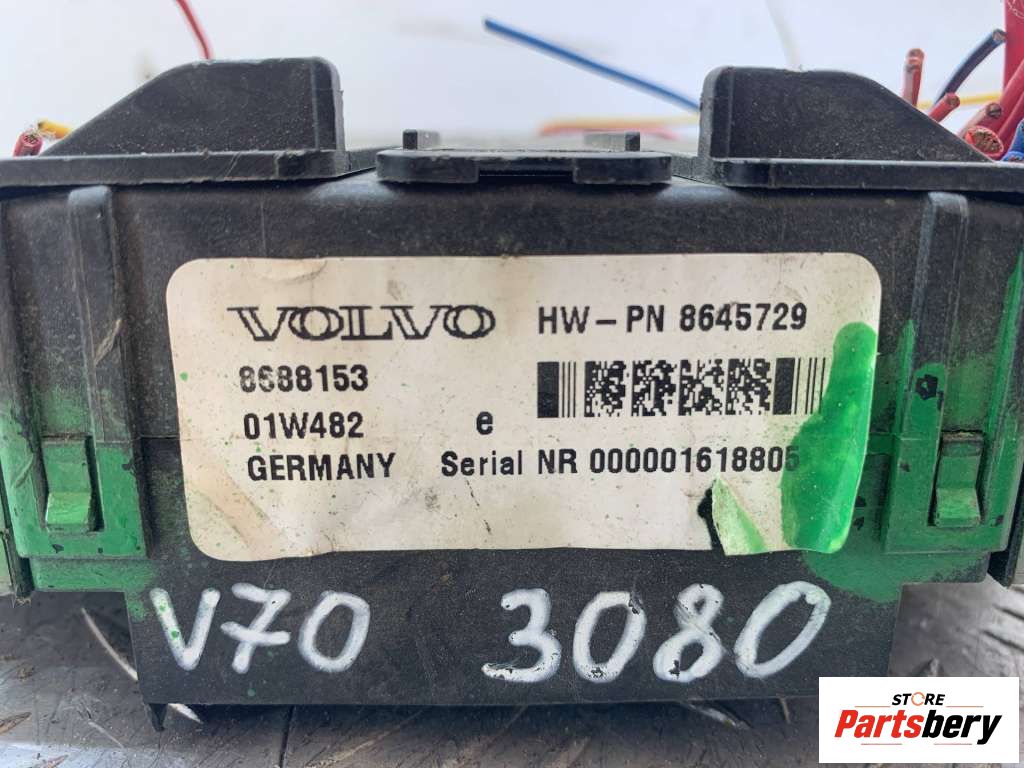 VOLVO HW-PN 8645729
8688153
01W482 e
GERMANY Serial NR 000001618805
V70 3080
STORE
Partsbery